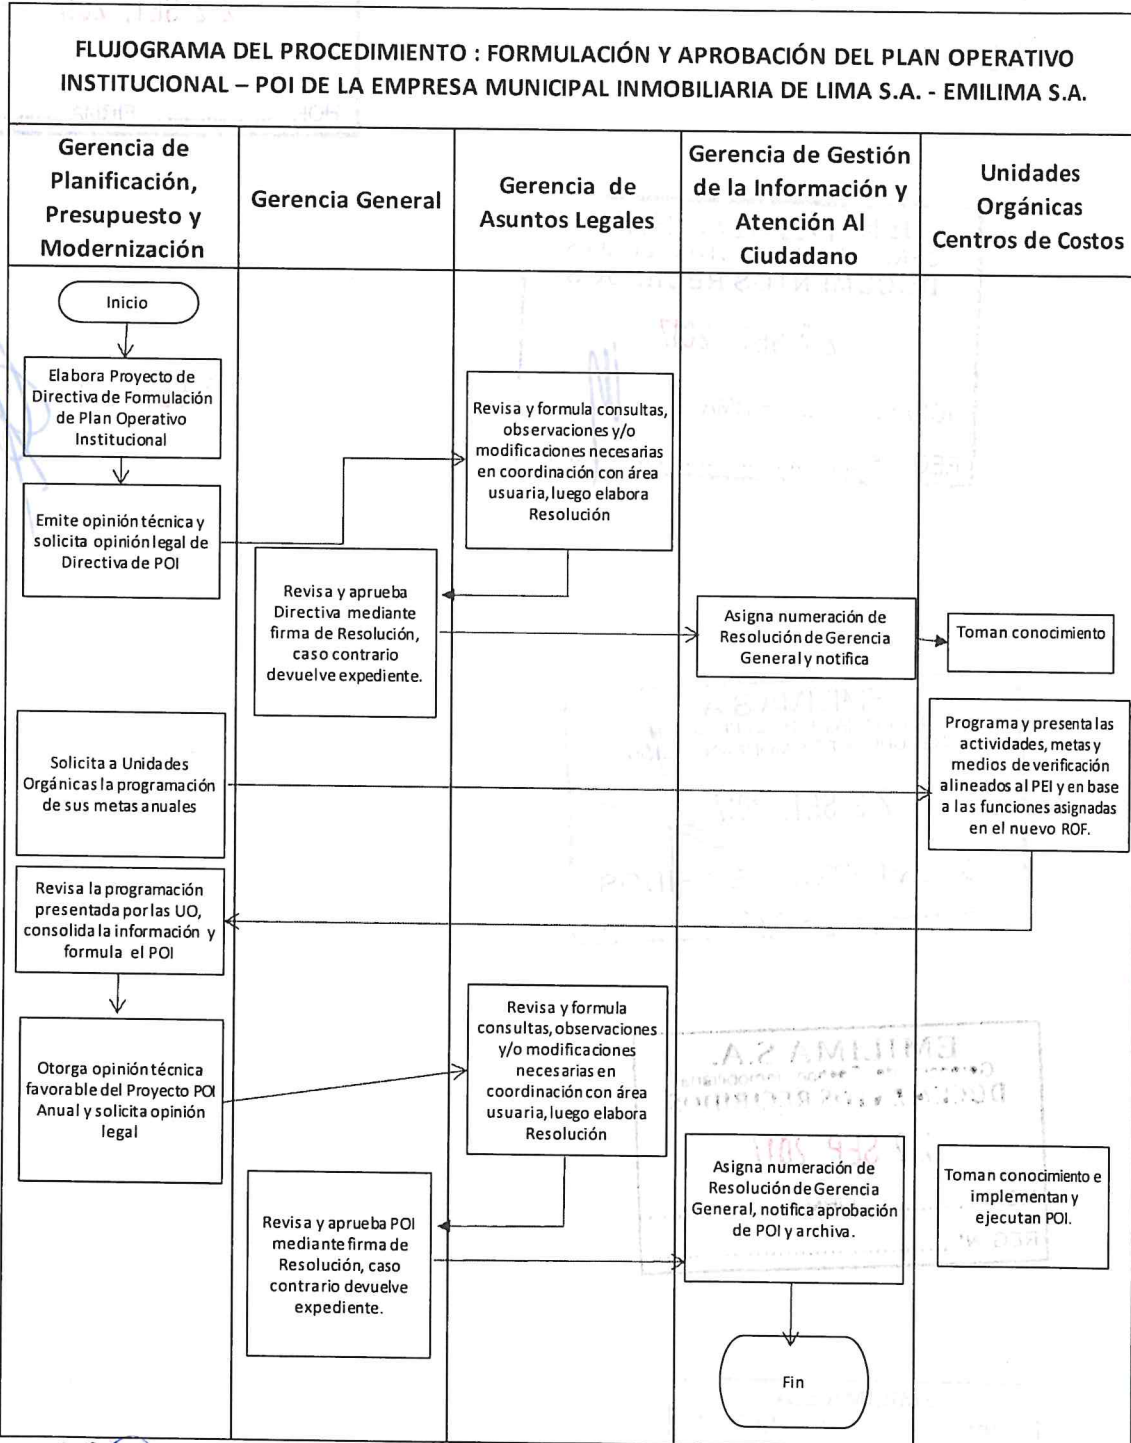 FLUJOGRAMA DEL PROCEDIMIENTO : FORMULACIÓN Y APROBACIÓN DEL PLAN OPERATIVO
INSTITUCIONAL – POI DE LA EMPRESA MUNICIPAL INMOBILIARIA DE LIMA S.A. - EMILIMA S.A.
Gerencia de
Planificación,
Presupuesto y
Modernización
Gerencia General
Gerencia de
Asuntos Legales
Gerencia de Gestión
de la Información y
Atención Al
Ciudadano
Unidades
Orgánicas
Centros de Costos
Inicio
Elabora Proyecto de
Directiva de Formulación
de Plan Operativo
Institucional
Revisa y formula consultas,
observaciones y/o
modificaciones necesarias
en coordinación con área
usuaria, luego elabora
Resolución
Emite opinión técnica y
solicita opinión legal de
Directiva de POI
Revisa y aprueba
Directiva mediante
firma de Resolución,
caso contrario
devuelve expediente.
Asigna numeración de
Resolución de Gerencia
General y notifica
Toman conocimiento
Solicita a Unidades
Orgánicas la programación
de sus metas anuales
Programa y presenta las
actividades, metas y
medios de verificación
alineados al PEI y en base
a las funciones asignadas
en el nuevo ROF.
Revisa la programación
presentada por las UO,
consolida la información y
formula el POI
Otorga opinión técnica
favorable del Proyecto POI
Anual y solicita opinión
legal
Revisa y formula
consultas, observaciones
y/o modificaciones
necesarias en
coordinación con área
usuaria, luego elabora
Resolución
Revisa y aprueba POI
mediante firma de
Resolución, caso
contrario devuelve
expediente.
Asigna numeración de
Resolución de Gerencia
General, notifica aprobación
de POI y archiva.
Toman conocimiento e
implementan y
ejecutan POI.
Fin
EMILIMA S.A.